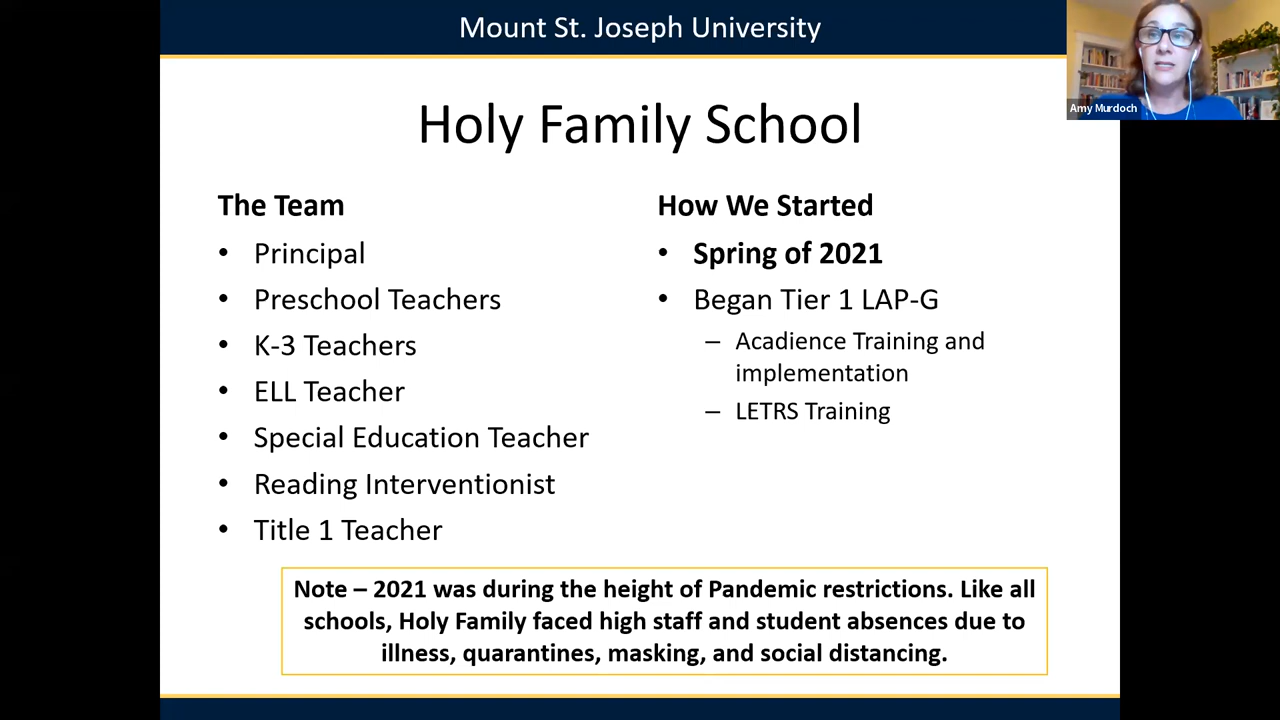 Mount St. Joseph University
Amy Murdoch
Holy Family School
The Team
• Principal
• Preschool Teachers
• K-3 Teachers
• ELL Teacher
• Special Education Teacher
• Reading Interventionist
• Title 1 Teacher
How We Started
• Spring of 2021
• Began Tier 1 LAP-G
– Acadience Training and
implementation
– LETRS Training
Note – 2021 was during the height of Pandemic restrictions. Like all
schools, Holy Family faced high staff and student absences due to
illness, quarantines, masking, and social distancing.